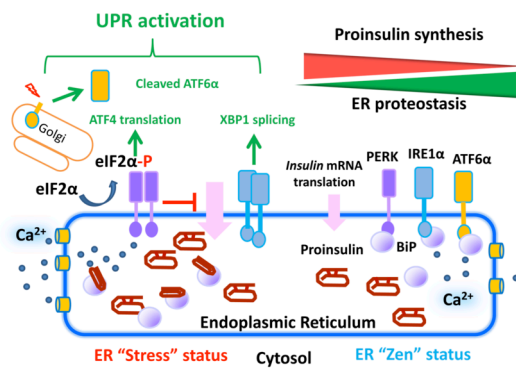 UPR activation
Proinsulin synthesis
ER proteostasis
Cleaved ATF6α
Golgi
ATF4 translation
XBP1 splicing
eIF2α-P
eIF2α
Insulin mRNA
translation
PERK
IRE1α
ATF6α
Ca2+
Proinsulin
BiP
Ca2+
Endoplasmic Reticulum
ER “Stress” status
Cytosol
ER “Zen” status